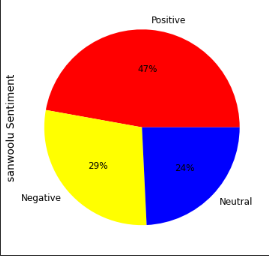 Positive
47%
sanwoolu Sentiment
29%
24%
Negative
Neutral